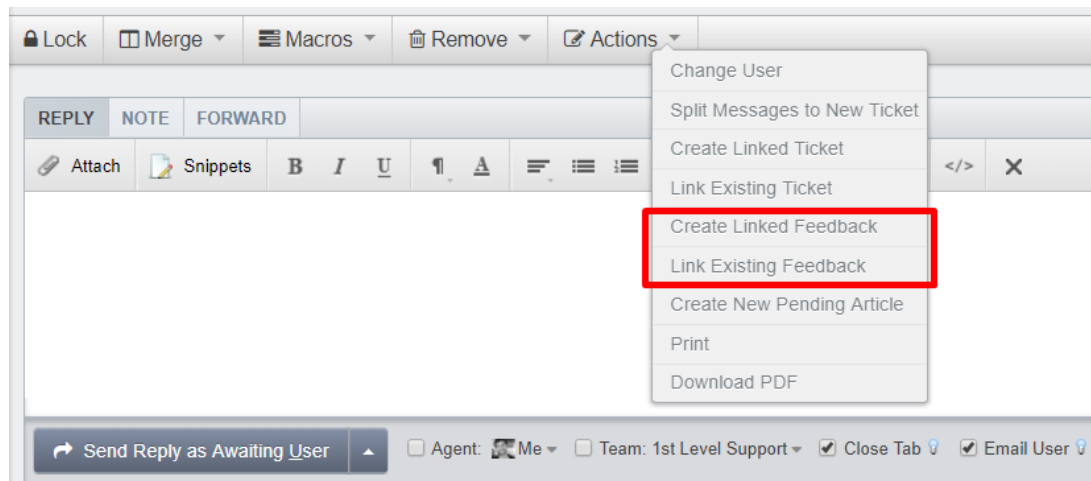 Lock Merge Macros Remove Actions
Change User
Split Messages to New Ticket
Create Linked Ticket
Link Existing Ticket
Create Linked Feedback
Link Existing Feedback
Create New Pending Article
Print
Download PDF
REPLY NOTE FORWARD
Attach Snippets B I U ¶ A </> X
Send Reply as Awaiting User Agent: Me Team: 1st Level Support Close Tab Email User